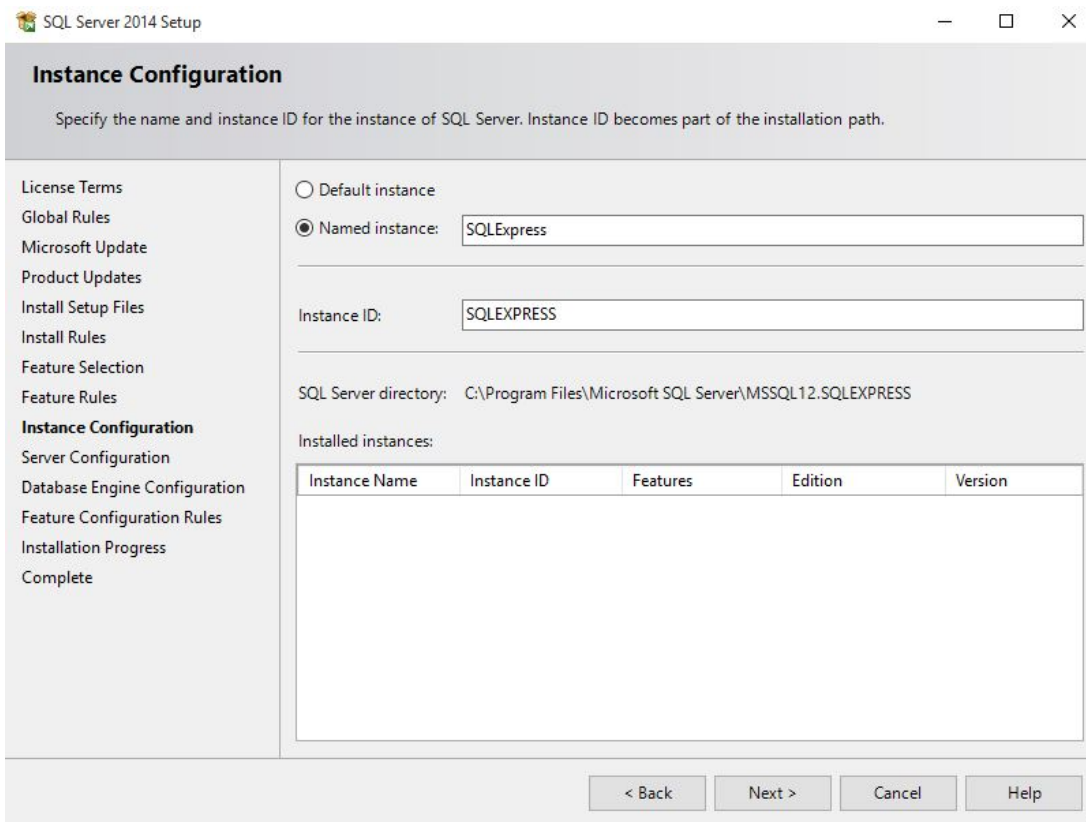 SQL Server 2014 Setup
Instance Configuration
Specify the name and instance ID for the instance of SQL Server. Instance ID becomes part of the installation path.
License Terms
Global Rules
Microsoft Update
Product Updates
Install Setup Files
Install Rules
Feature Selection
Feature Rules
Instance Configuration
Server Configuration
Database Engine Configuration
Feature Configuration Rules
Installation Progress
Complete
Default instance
Named instance: SQLExpress
Instance ID: SQLEXPRESS
SQL Server directory: C:\Program Files\Microsoft SQL Server\MSSQL12.SQLEXPRESS
Installed instances:
Instance Name Instance ID Features Edition Version
< Back Next > Cancel Help